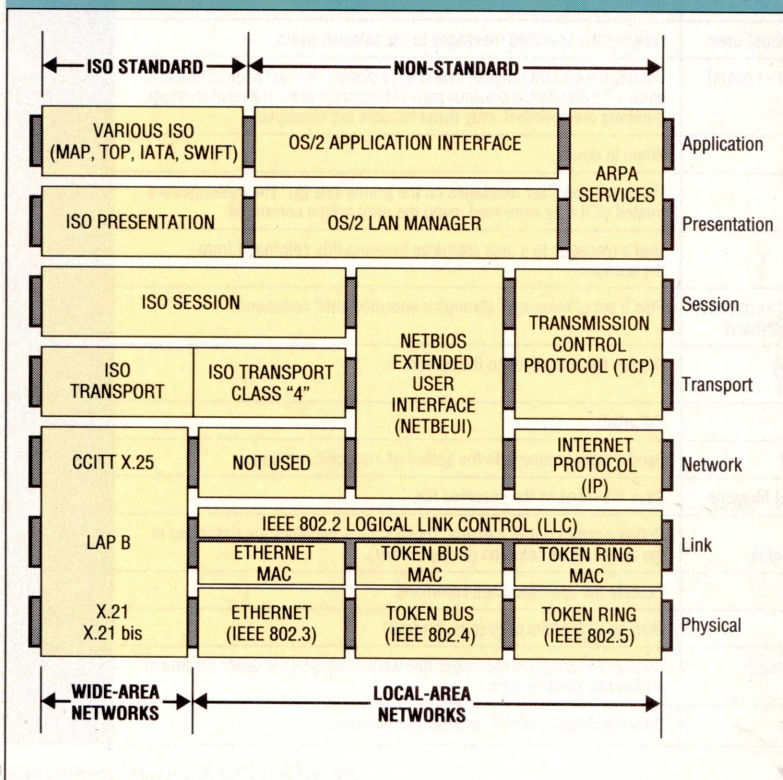 ISO STANDARD
NON-STANDARD
VARIOUS ISO
(MAP, TOP, IATA, SWIFT)
OS/2 APPLICATION INTERFACE
ARPA
SERVICES
Application
ISO PRESENTATION
OS/2 LAN MANAGER
Presentation
ISO SESSION
NETBIOS
EXTENDED
USER
INTERFACE
(NETBEUI)
TRANSMISSION
CONTROL
PROTOCOL (TCP)
Session
ISO
TRANSPORT
ISO TRANSPORT
CLASS “4”
Transport
CCITT X.25
NOT USED
INTERNET
PROTOCOL
(IP)
Network
LAP B
IEEE 802.2 LOGICAL LINK CONTROL (LLC)
ETHERNET
MAC
TOKEN BUS
MAC
TOKEN RING
MAC
Link
X.21
X.21 bis
ETHERNET
(IEEE 802.3)
TOKEN BUS
(IEEE 802.4)
TOKEN RING
(IEEE 802.5)
Physical
WIDE-AREA
NETWORKS
LOCAL-AREA
NETWORKS